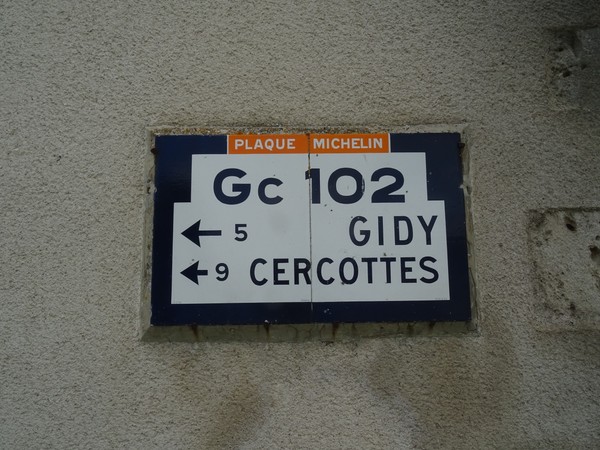 PLAQUE MICHELIN
Gc 102
← 5 GIDY
← 9 CERCOTTES